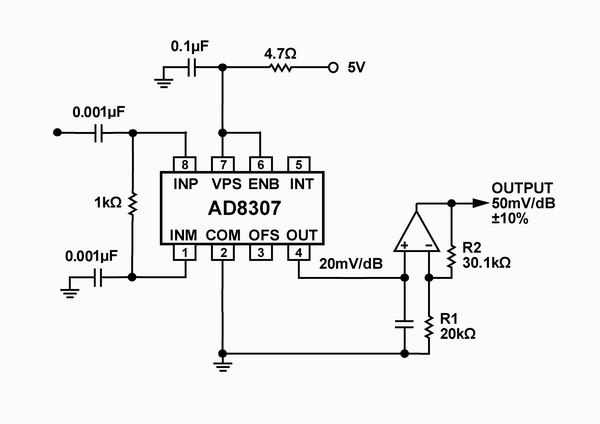 0.1µF
4.7Ω
5V
0.001µF
8
7
6
5
INP
VPS
ENB
INT
1kΩ
AD8307
INM
COM
OFS
OUT
1
2
3
4
0.001µF
20mV/dB
+
−
OUTPUT
50mV/dB
±10%
R2
30.1kΩ
R1
20kΩ